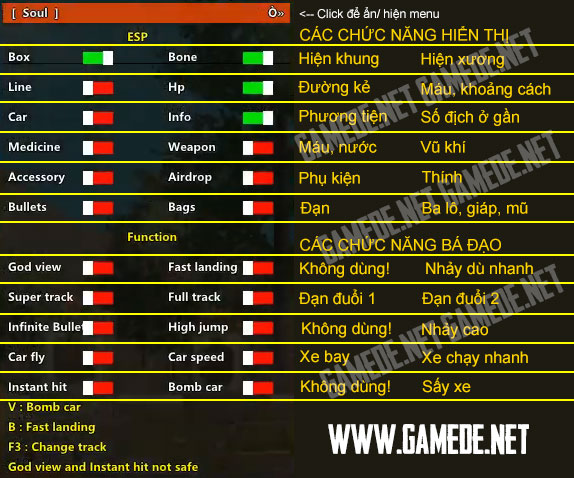 [ Soul ] Ô»
<-- Click để ẩn/ hiện menu
ESP
CÁC CHỨC NĂNG HIỂN THỊ
Box Bone Hiện khung Hiện xương
Line Hp Đường kẻ Máu, khoảng cách
Car Info Phương tiện Số địch ở gần
Medicine Weapon Máu, nước Vũ khí
Accessory Airdrop Phụ kiện Thính
Bullets Bags Đạn Ba lô, giáp, mũ
Function CÁC CHỨC NĂNG BÁ ĐẠO
God view Fast landing Không dùng! Nhảy dù nhanh
Super track Full track Đạn đuổi 1 Đạn đuổi 2
Infinite Bullet High jump Không dùng! Nhảy cao
Car fly Car speed Xe bay Xe chạy nhanh
Instant hit Bomb car Không dùng! Sấy xe
V : Bomb car
B : Fast landing
F3 : Change track
God view and Instant hit not safe
WWW.GAMEDE.NET
GAMEDE.NET GAMEDE.NET
GAMEDE.NET GAMEDE.NET
GAMEDE.NET GAMEDE.NET